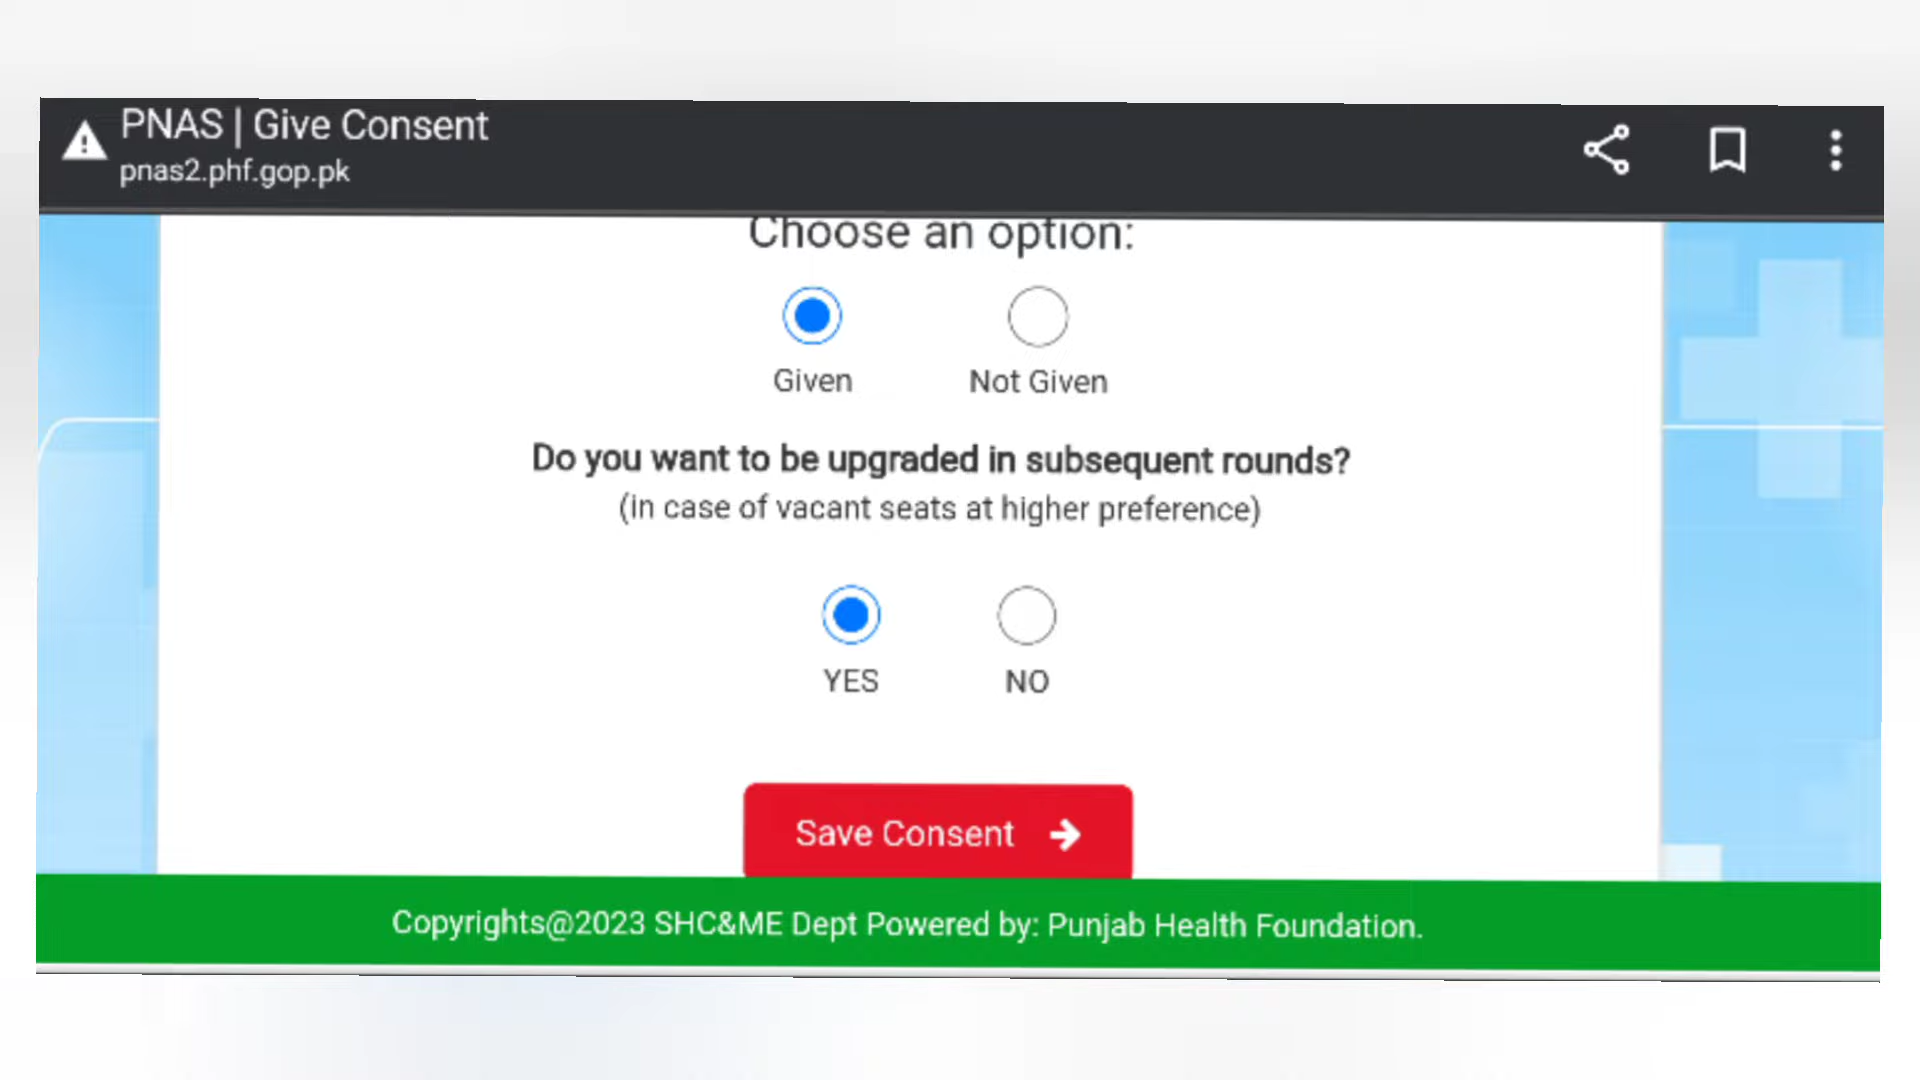 PNAS | Give Consent
pnas2.phf.gop.pk
Choose an option:
Given Not Given
Do you want to be upgraded in subsequent rounds?
(in case of vacant seats at higher preference)
YES NO
Save Consent
Copyrights@2023 SHC&ME Dept Powered by: Punjab Health Foundation.